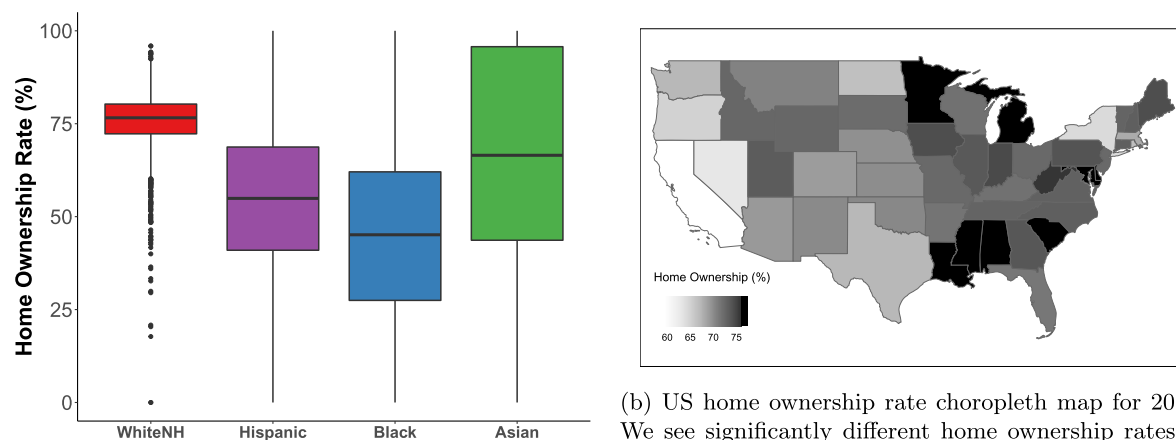 Home Ownership Rate (%)
100
75
50
25
0
WhiteNH Hispanic Black Asian
Home Ownership (%)
60 65 70 75
(b) US home ownership rate choropleth map for 20
We see significantly different home ownership rates